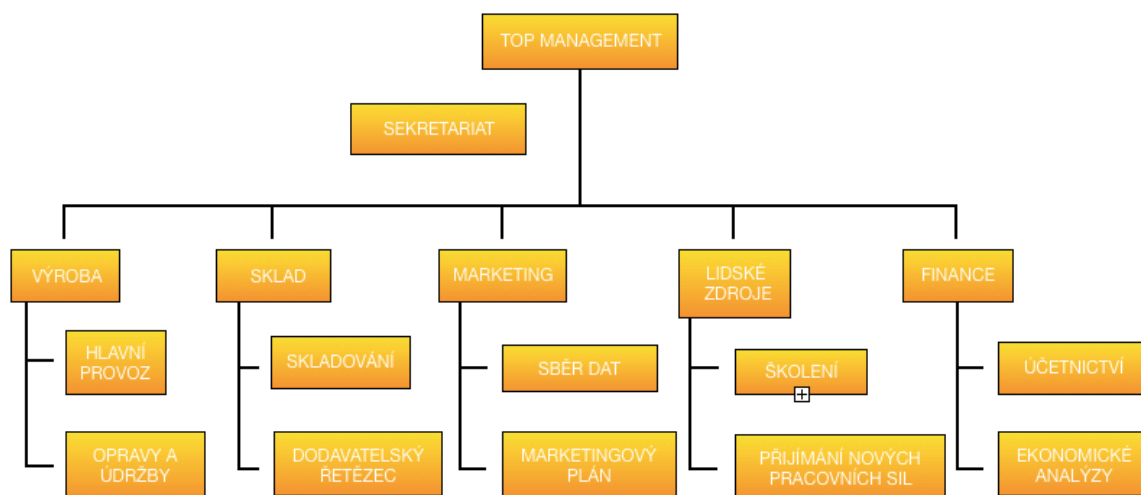 TOP MANAGEMENT
SEKRETARIAT
VÝROBA
SKLAD
MARKETING
LIDSKÉ
ZDROJE
FINANCE
HLAVNÍ
PROVOZ
SKLADOVÁNÍ
SBĚR DAT
ŠKOLENÍ
ÚČETNICTVÍ
OPRAVY A
ÚDRŽBY
DODAVATELSKÝ
ŘETĚZEC
MARKETINGOVÝ
PLÁN
PŘIJÍMÁNÍ NOVÝCH
PRACOVNÍCH SIL
EKONOMICKÉ
ANALÝZY